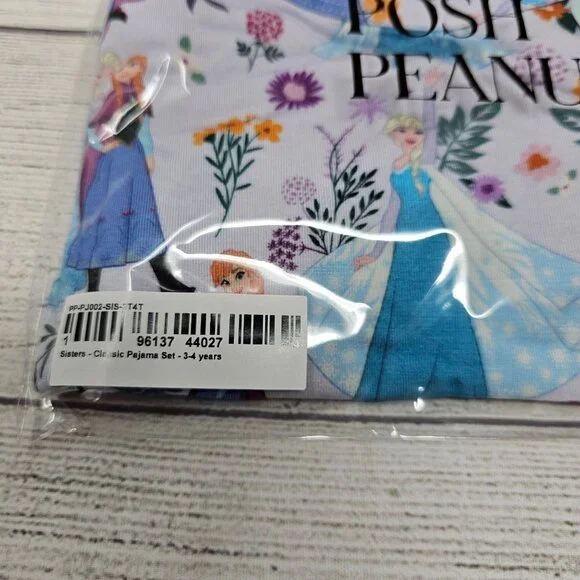 POSH
PEANU
PP-PJ002-SIS-3T4T
1 96137 44027
Sisters - Classic Pajama Set - 3-4 years